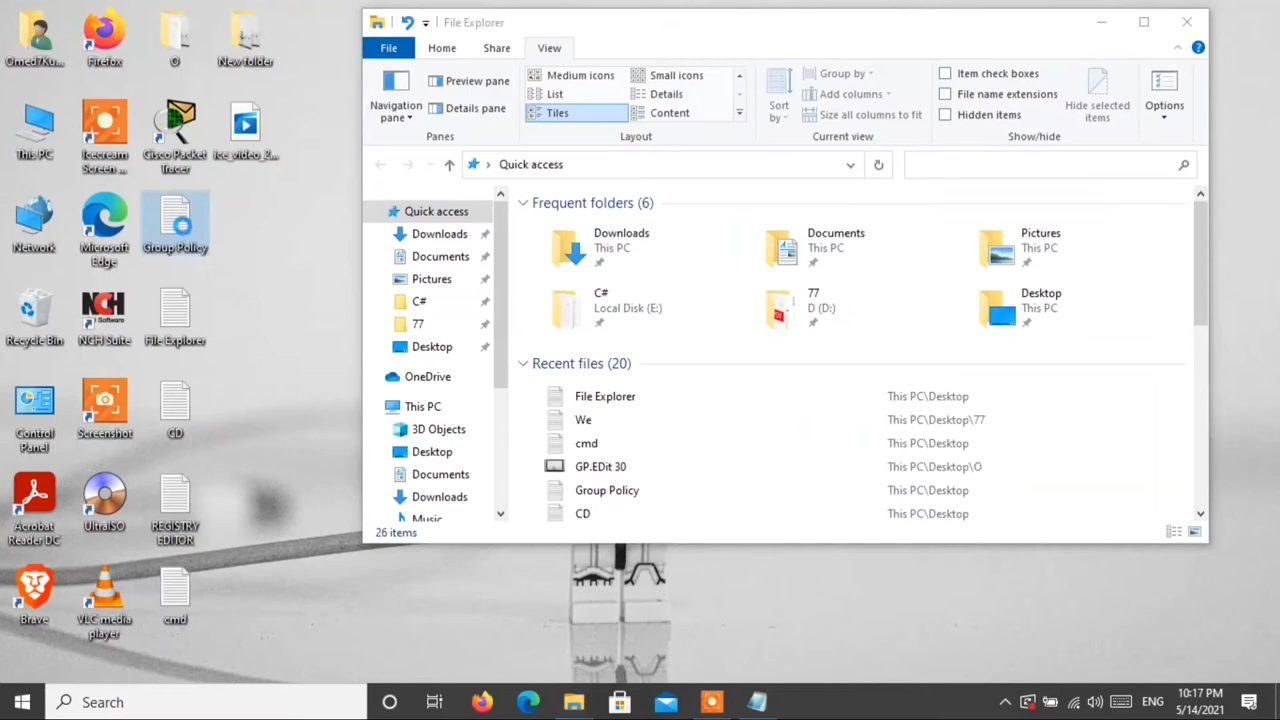 Omed7Ku...
Firefox
O
New folder
This PC
Icecream
Screen ...
Cisco Packet
Tracer
ice_video_2...
Network
Microsoft
Edge
Group Policy
Recycle Bin
NCH
Software
NCH Suite
File Explorer
Control
Panel
Screenshot
CD
Acrobat
Reader DC
UltraISO
REGISTRY
EDITOR
Brave
VLC media
player
cmd
File Explorer
File
Home
Share
View
Navigation
pane
Preview pane
Details pane
Panes
Medium icons
Small icons
List
Details
Tiles
Content
Layout
Sort
by
Group by
Add columns
Size all columns to fit
Current view
Item check boxes
File name extensions
Hidden items
Hide selected
items
Show/hide
Options
Quick access
Quick access
Downloads
Documents
Pictures
C#
77
Desktop
OneDrive
This PC
3D Objects
Desktop
Documents
Downloads
Music
Frequent folders (6)
Downloads
This PC
Documents
This PC
Pictures
This PC
C#
Local Disk (E:)
77
D (D:)
Desktop
This PC
Recent files (20)
File Explorer This PC\Desktop
We This PC\Desktop\77
cmd This PC\Desktop
GP.EDit 30 This PC\Desktop\O
Group Policy This PC\Desktop
CD This PC\Desktop
26 items
Search
ENG
10:17 PM
5/14/2021